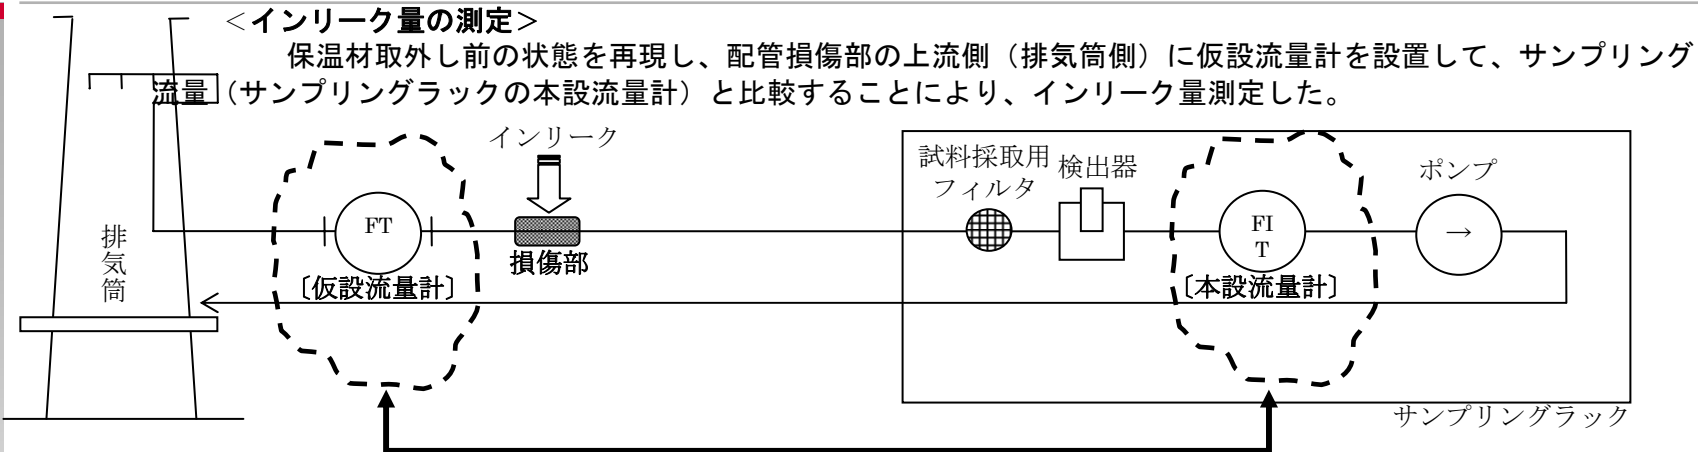 ＜インリーク量の測定＞
保温材取外し前の状態を再現し、配管損傷部の上流側（排気筒側）に仮設流量計を設置して、サンプリング
流量（サンプリングラックの本設流量計）と比較することにより、インリーク量測定した。
インリーク
試料採取用
フィルタ
検出器
ポンプ
排
気
筒
FT
損傷部
〔仮設流量計〕
FI
T
〔本設流量計〕
→
サンプリングラック